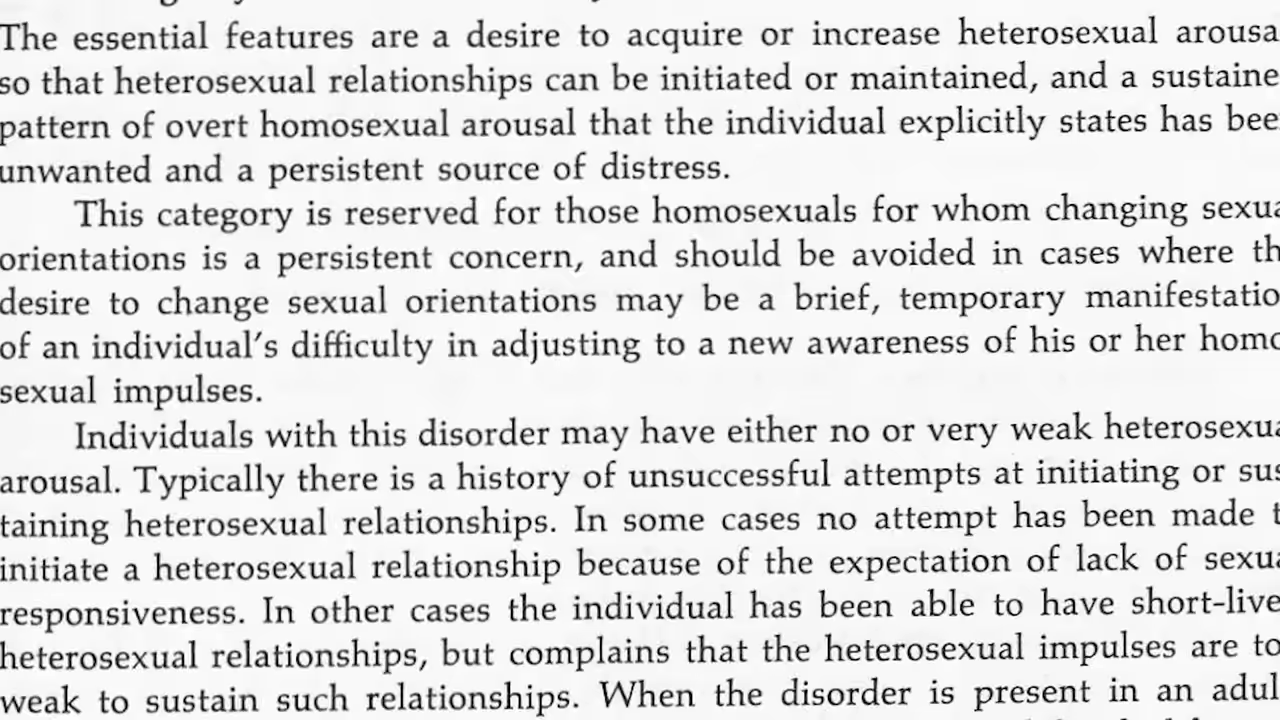 The essential features are a desire to acquire or increase heterosexual arousa
so that heterosexual relationships can be initiated or maintained, and a sustaine
pattern of overt homosexual arousal that the individual explicitly states has bee
unwanted and a persistent source of distress.
This category is reserved for those homosexuals for whom changing sexua
orientations is a persistent concern, and should be avoided in cases where th
desire to change sexual orientations may be a brief, temporary manifestatio
of an individual's difficulty in adjusting to a new awareness of his or her homo
sexual impulses.
Individuals with this disorder may have either no or very weak heterosexua
arousal. Typically there is a history of unsuccessful attempts at initiating or sus
taining heterosexual relationships. In some cases no attempt has been made t
initiate a heterosexual relationship because of the expectation of lack of sexua
responsiveness. In other cases the individual has been able to have short-live
heterosexual relationships, but complains that the heterosexual impulses are to
weak to sustain such relationships. When the disorder is present in an adul